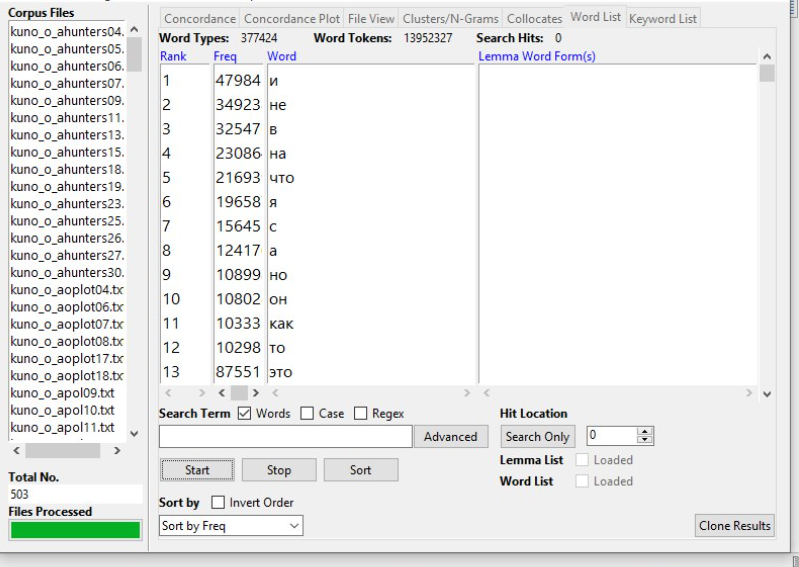 Corpus Files
kuno_o_ahunters04.
kuno_o_ahunters05.
kuno_o_ahunters06.
kuno_o_ahunters07.
kuno_o_ahunters09.
kuno_o_ahunters11.
kuno_o_ahunters13.
kuno_o_ahunters15.
kuno_o_ahunters18.
kuno_o_ahunters19.
kuno_o_ahunters23.
kuno_o_ahunters25.
kuno_o_ahunters26.
kuno_o_ahunters27.
kuno_o_ahunters30.
kuno_o_aoplot04.tx
kuno_o_aoplot06.tx
kuno_o_aoplot07.tx
kuno_o_aoplot08.tx
kuno_o_aoplot17.tx
kuno_o_aoplot18.tx
kuno_o_apol09.txt
kuno_o_apol10.txt
kuno_o_apol11.txt
Total No.
503
Files Processed
Concordance Concordance Plot File View Clusters/N-Grams Collocates Word List Keyword List
Word Types: 377424 Word Tokens: 13952327 Search Hits: 0
Rank Freq Word Lemma Word Form(s)
1 47984 и
2 34923 не
3 32547 в
4 23086 на
5 21693 что
6 19658 я
7 15645 с
8 12417 а
9 10899 но
10 10802 он
11 10333 как
12 10298 то
13 87551 это
Search Term Words Case Regex Hit Location
Advanced Search Only 0
Start Stop Sort Lemma List Loaded
Word List Loaded
Sort by Invert Order
Sort by Freq Clone Results